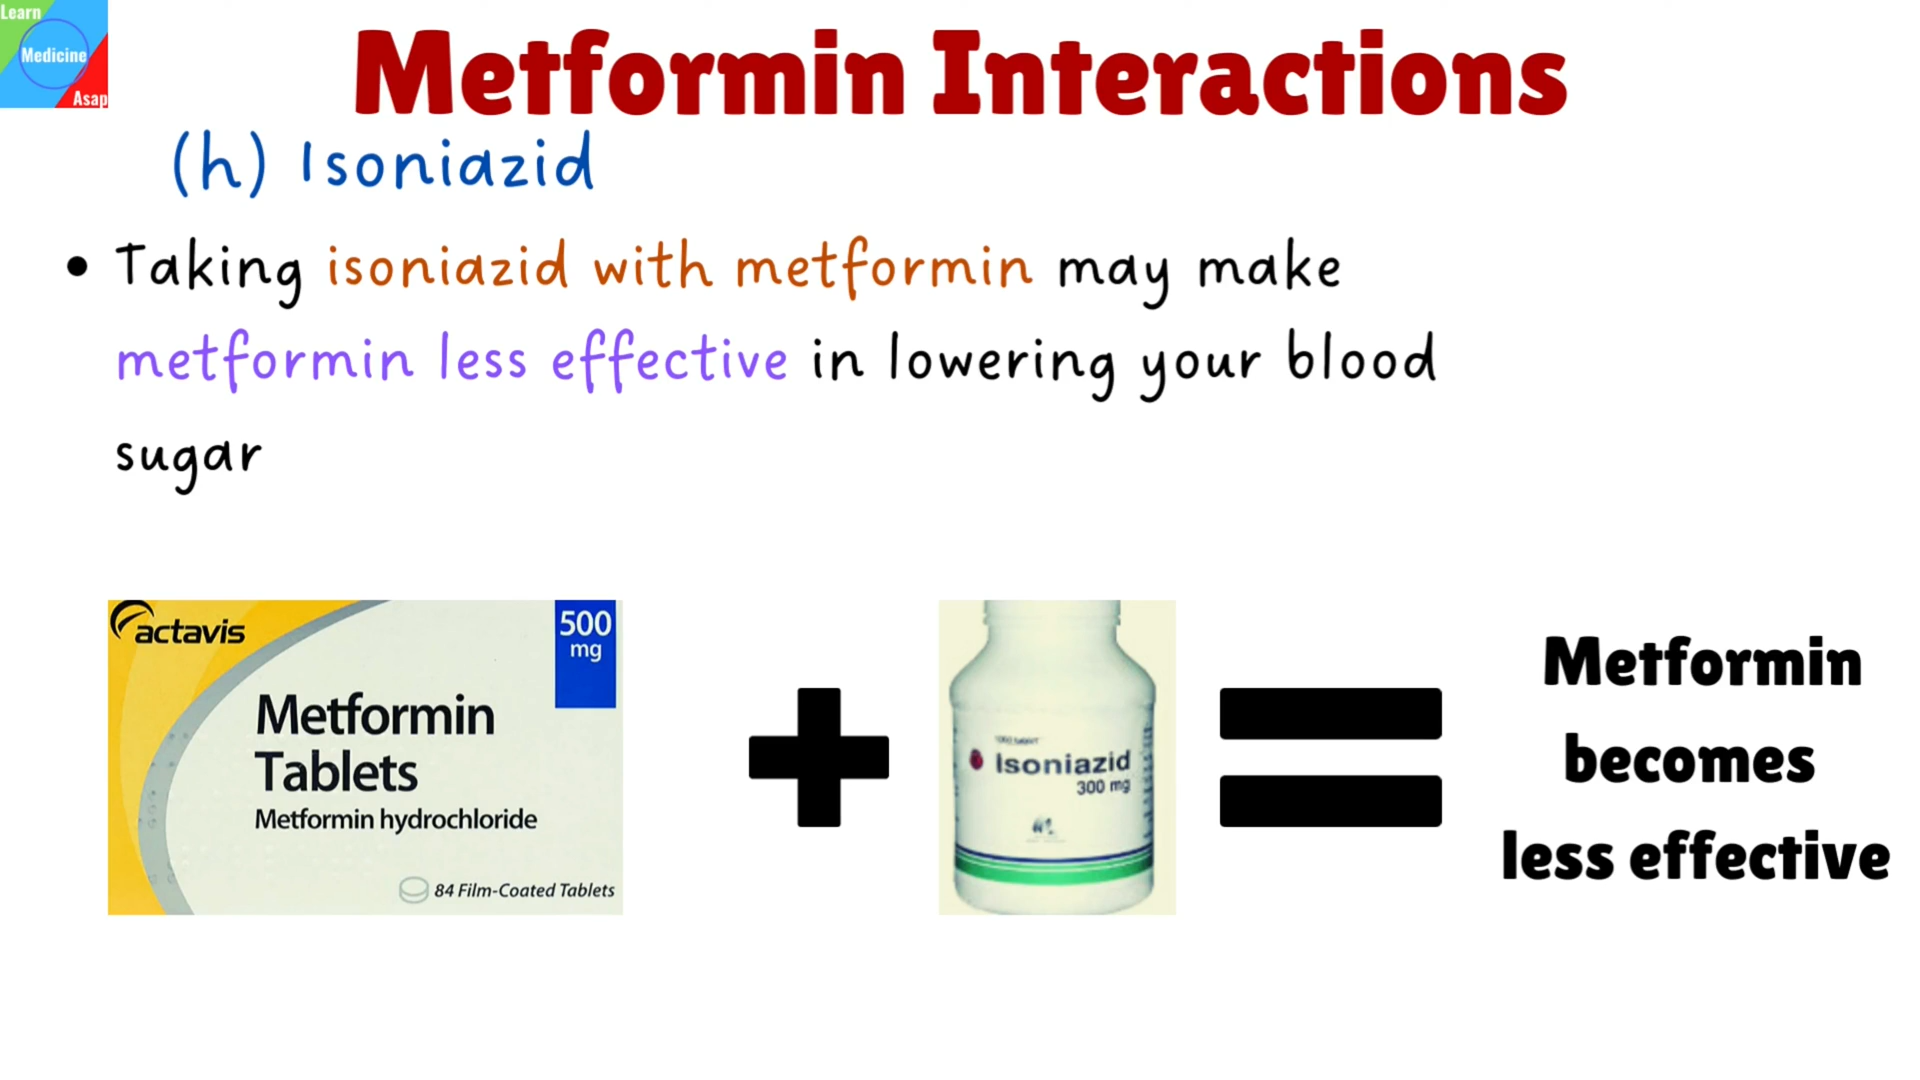 Learn
Medicine
Asap
Metformin Interactions
(h) Isoniazid
• Taking isoniazid with metformin may make
metformin less effective in lowering your blood
sugar
actavis
500
mg
Metformin
Tablets
Metformin hydrochloride
84 Film-Coated Tablets
Isoniazid
300 mg
Metformin
becomes
less effective